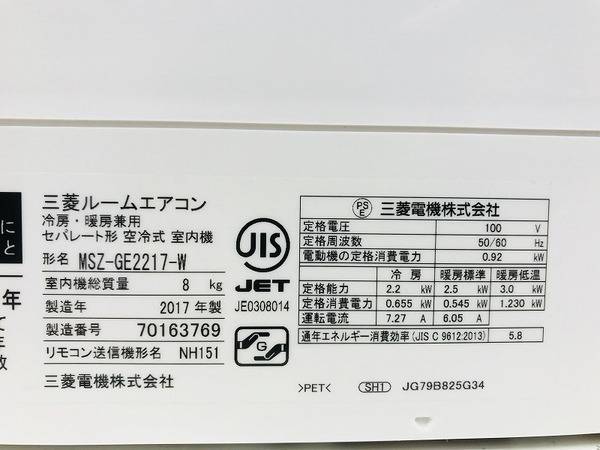 に
と
年
て
年
数
三菱ルームエアコン
冷房・暖房兼用
セパレート形 空冷式 室内機
形名 MSZ-GE2217-W
室内機総質量 8 kg
製造年 2017 年製
製造番号 70163769
リモコン送信機形名 NH151
三菱電機株式会社
JIS
JET
JE0308014
G
PSE 三菱電機株式会社
定格電圧 100 V
定格周波数 50/60 Hz
電動機の定格消費電力 0.92 kW
冷房 暖房標準 暖房低温
定格能力 2.2 kW 2.5 kW 3.0 kW
定格消費電力 0.655 kW 0.545 kW 1.230 kW
運転電流 7.27 A 6.05 A
通年エネルギー消費効率 (JIS C 9612:2013) 5.8
>PET< SH1 JG79B825G34